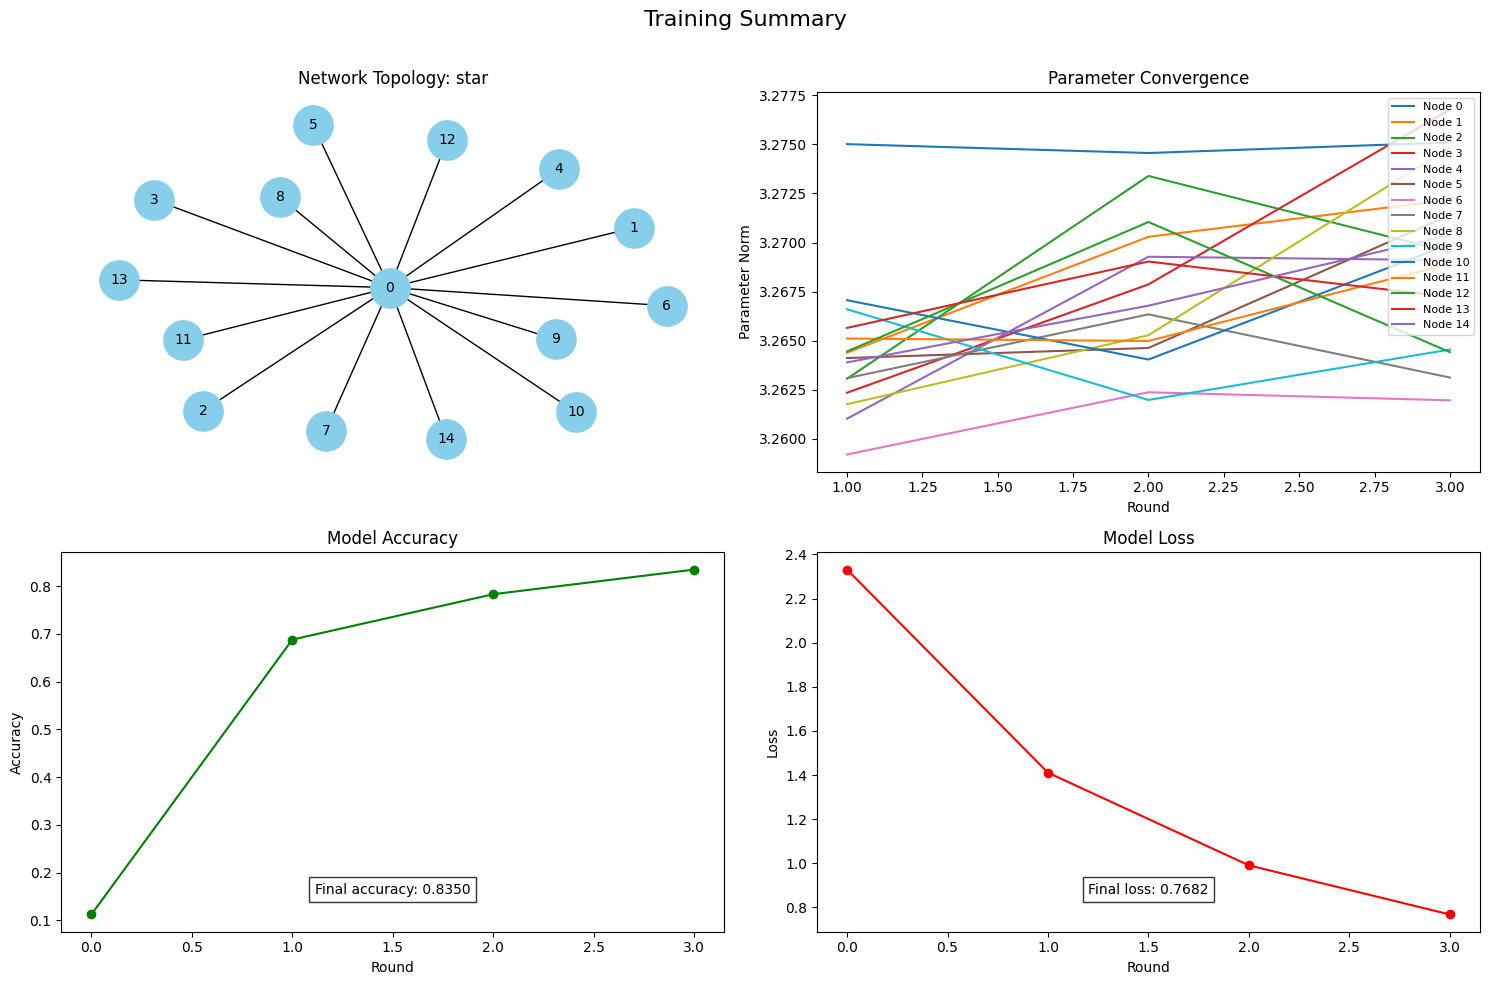 Training Summary
Network Topology: star
5
12
4
3
8
1
13
0
6
11
9
2
7
14
10
Parameter Convergence
Parameter Norm
3.2775
3.2750
3.2725
3.2700
3.2675
3.2650
3.2625
3.2600
Node 0
Node 1
Node 2
Node 3
Node 4
Node 5
Node 6
Node 7
Node 8
Node 9
Node 10
Node 11
Node 12
Node 13
Node 14
1.00 1.25 1.50 1.75 2.00 2.25 2.50 2.75 3.00
Round
Model Accuracy
Accuracy
0.8
0.7
0.6
0.5
0.4
0.3
0.2
0.1
Final accuracy: 0.8350
0.0 0.5 1.0 1.5 2.0 2.5 3.0
Round
Model Loss
Loss
2.4
2.2
2.0
1.8
1.6
1.4
1.2
1.0
0.8
Final loss: 0.7682
0.0 0.5 1.0 1.5 2.0 2.5 3.0
Round